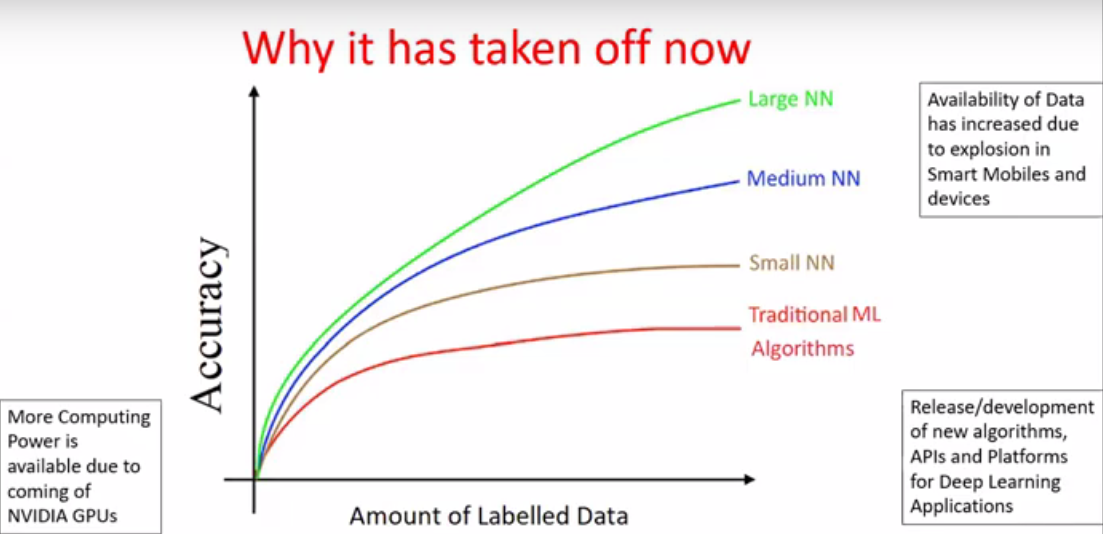 Why it has taken off now
Large NN
Medium NN
Small NN
Traditional ML
Algorithms
Accuracy
Amount of Labelled Data
Availability of Data
has increased due
to explosion in
Smart Mobiles and
devices
More Computing
Power is
available due to
coming of
NVIDIA GPUs
Release/development
of new algorithms,
APIs and Platforms
for Deep Learning
Applications